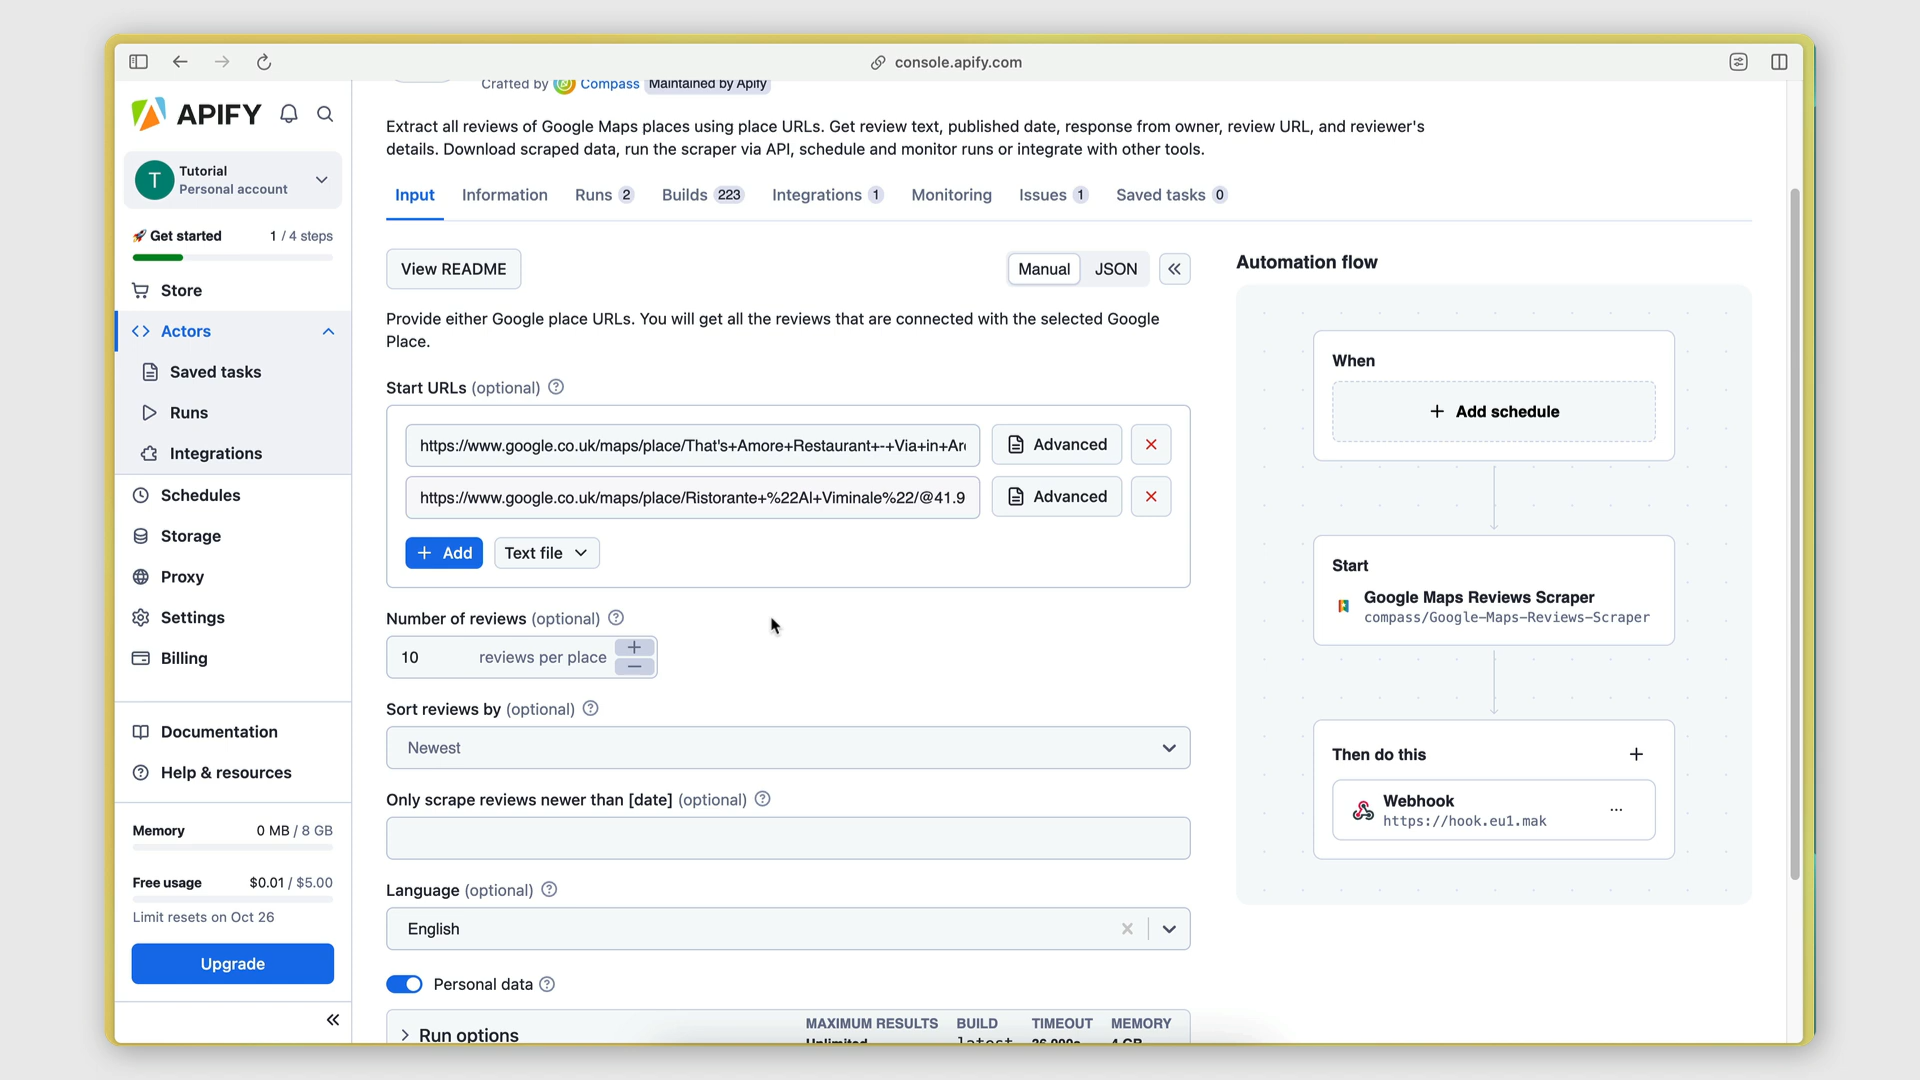 console.apify.com
APIFY
T
Tutorial
Personal account
Get started 1 / 4 steps
Store
Actors
Saved tasks
Runs
Integrations
Schedules
Storage
Proxy
Settings
Billing
Documentation
Help & resources
Memory 0 MB / 8 GB
Free usage $0.01 / $5.00
Limit resets on Oct 26
Upgrade
Crafted by Compass Maintained by Apify
Extract all reviews of Google Maps places using place URLs. Get review text, published date, response from owner, review URL, and reviewer's
details. Download scraped data, run the scraper via API, schedule and monitor runs or integrate with other tools.
Input Information Runs 2 Builds 223 Integrations 1 Monitoring Issues 1 Saved tasks 0
View README Manual JSON
Provide either Google place URLs. You will get all the reviews that are connected with the selected Google
Place.
Start URLs (optional)
https://www.google.co.uk/maps/place/That's+Amore+Restaurant+-+Via+in+Ar Advanced
https://www.google.co.uk/maps/place/Ristorante+%22Al+Viminale%22/@41.9 Advanced
+ Add Text file
Number of reviews (optional)
10 reviews per place
Sort reviews by (optional)
Newest
Only scrape reviews newer than [date] (optional)
Language (optional)
English
Personal data
Run options
MAXIMUM RESULTS BUILD TIMEOUT MEMORY
Unlimited latest 36 000s 4 GB
Automation flow
When
+ Add schedule
Start
Google Maps Reviews Scraper
compass/Google-Maps-Reviews-Scraper
Then do this
Webhook
https://hook.eu1.mak